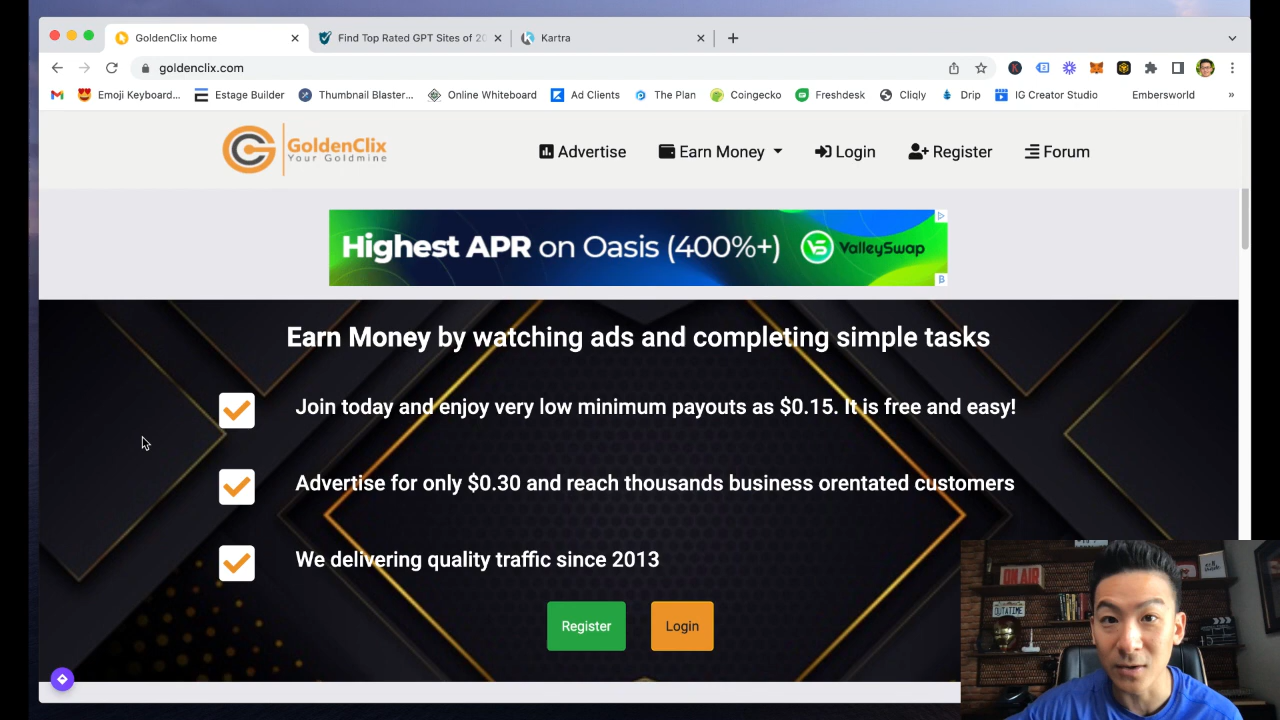 GoldenClix home
Find Top Rated GPT Sites of 20
Kartra
goldenclix.com
Emoji Keyboard...
Estage Builder
Thumbnail Blaster...
Online Whiteboard
Ad Clients
The Plan
Coingecko
Freshdesk
Cliqly
Drip
IG Creator Studio
Embersworld
»
GoldenClix
Your Goldmine
Advertise
Earn Money
Login
Register
Forum
Highest APR on Oasis (400%+) ValleySwap
Earn Money by watching ads and completing simple tasks
Join today and enjoy very low minimum payouts as $0.15. It is free and easy!
Advertise for only $0.30 and reach thousands business orentated customers
We delivering quality traffic since 2013
Register
Login
ON AIR
OUTATIME